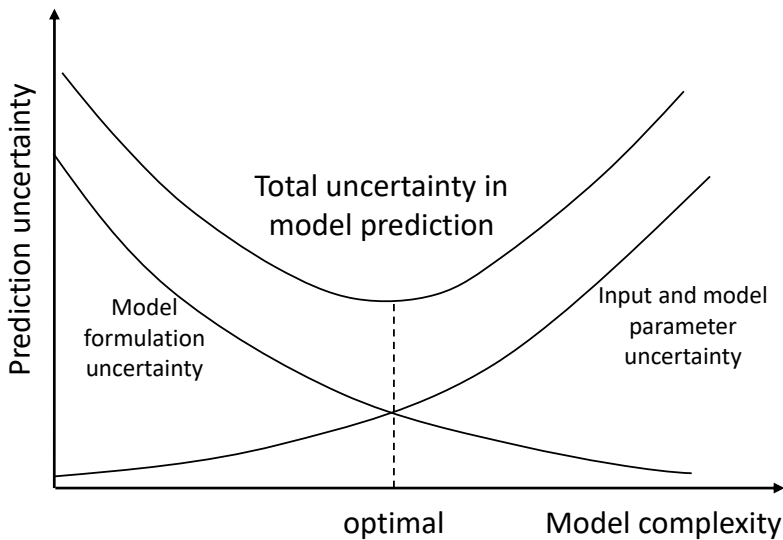 Prediction uncertainty
Total uncertainty in
model prediction
Model
formulation
uncertainty
Input and model
parameter
uncertainty
optimal
Model complexity